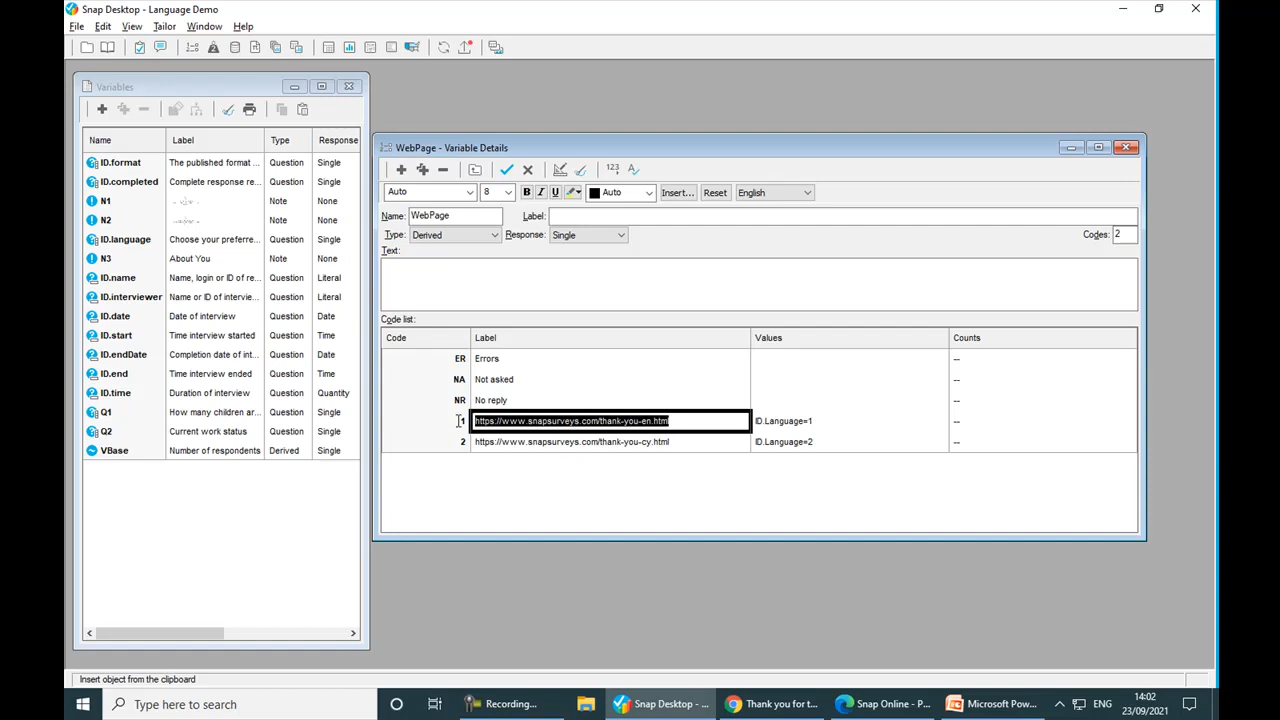 Snap Desktop - Language Demo
File Edit View Tailor Window Help
Variables
Name Label Type Response
ID.format The published format ... Question Single
ID.completed Complete response re... Question Single
N1 Note None
N2 Note None
ID.language Choose your preferre... Question Single
N3 About You Note None
ID.name Name, login or ID of re... Question Literal
ID.interviewer Name or ID of intervie... Question Literal
ID.date Date of interview Question Date
ID.start Time interview started Question Time
ID.endDate Completion date of int... Question Date
ID.end Time interview ended Question Time
ID.time Duration of interview Question Quantity
Q1 How many children ar... Question Single
Q2 Current work status Question Single
VBase Number of respondents Derived Single
WebPage - Variable Details
Auto 8 B I U Auto Insert... Reset English
Name: WebPage Label:
Type: Derived Response: Single Codes: 2
Text:
Code list:
Code Label Values Counts
ER Errors --
NA Not asked --
NR No reply --
1 https://www.snapsurveys.com/thank-you-en.html ID.Language=1 --
2 https://www.snapsurveys.com/thank-you-cy.html ID.Language=2 --
Insert object from the clipboard
Type here to search
Recording...
Snap Desktop - ...
Thank you for t...
Snap Online - P...
Microsoft Pow...
ENG
14:02
23/09/2021